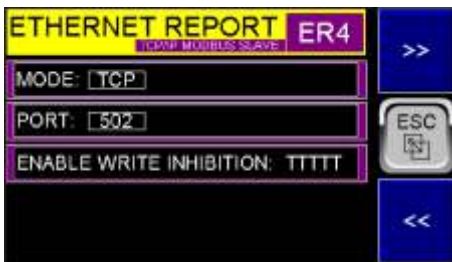 ETHERNET REPORT ER4
TCP/IP MODBUS SLAVE
>>
MODE: TCP
PORT: 502
ESC
ENABLE WRITE INHIBITION: TTTTT
<<